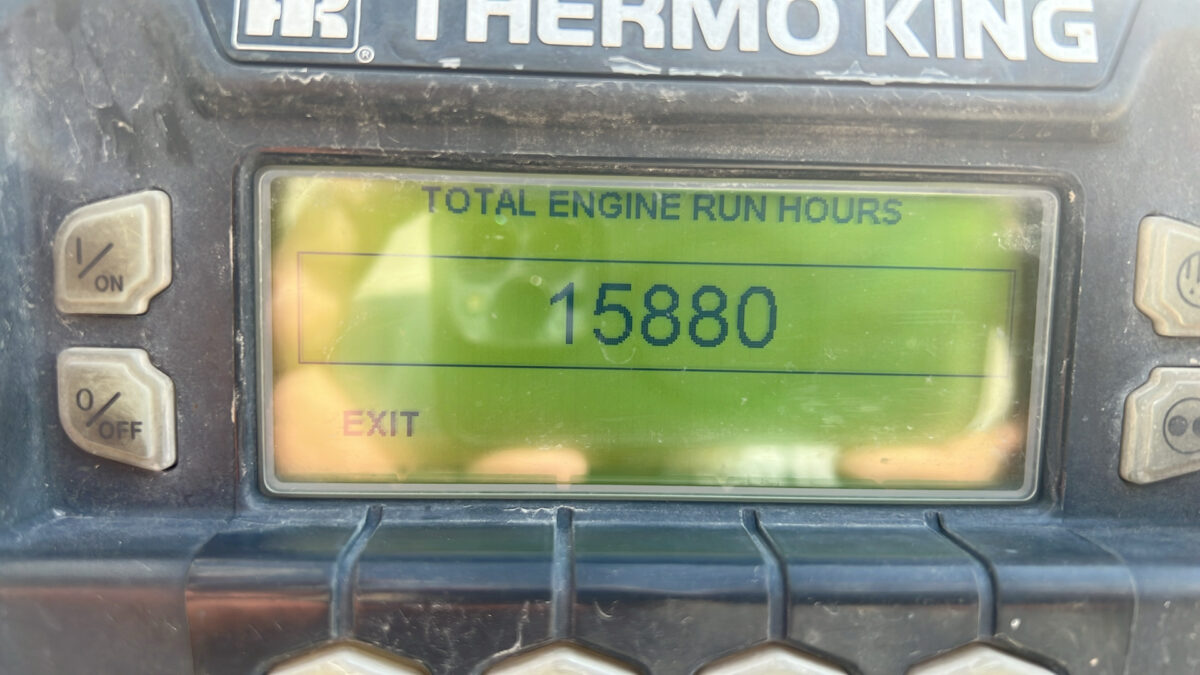 THERMO KING
®
TOTAL ENGINE RUN HOURS
I/ON
15880
O/OFF
EXIT